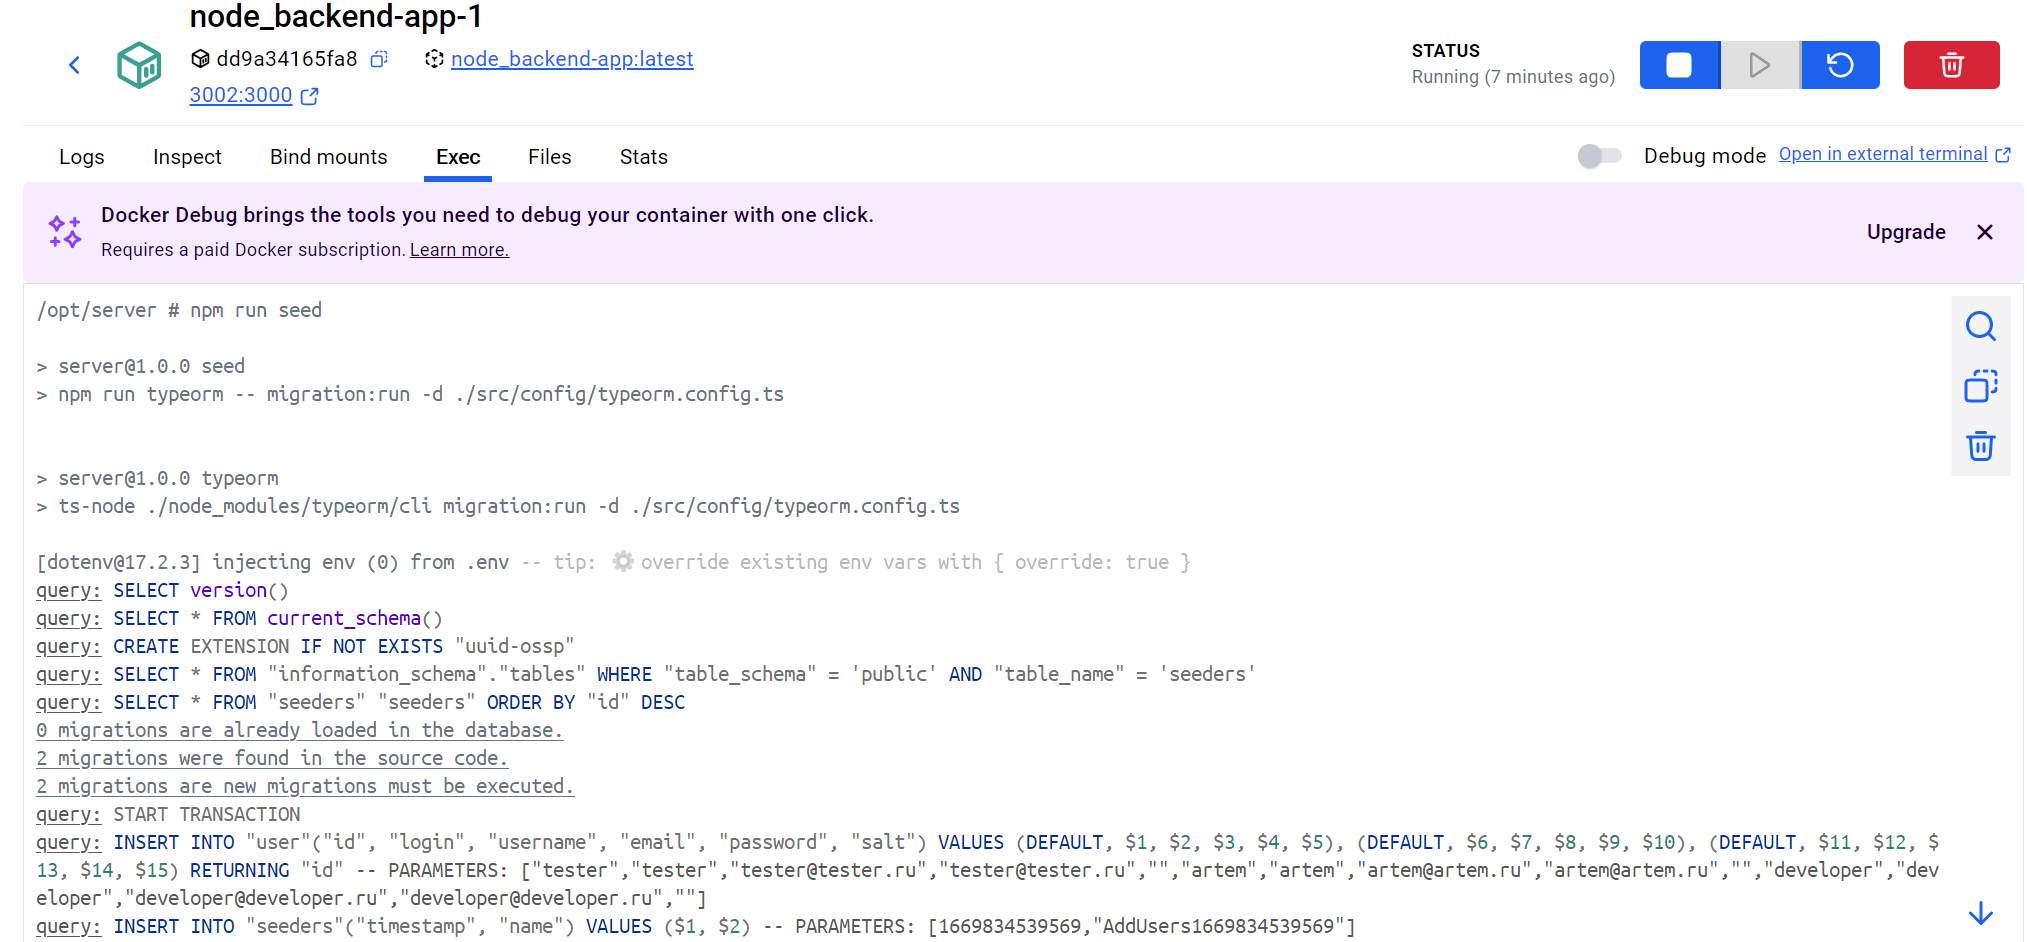 node_backend-app-1
dd9a34165fa8 node_backend-app:latest
3002:3000
STATUS
Running (7 minutes ago)
Logs Inspect Bind mounts Exec Files Stats
Debug mode Open in external terminal
Docker Debug brings the tools you need to debug your container with one click.
Requires a paid Docker subscription. Learn more.
Upgrade
/opt/server # npm run seed
> server@1.0.0 seed
> npm run typeorm -- migration:run -d ./src/config/typeorm.config.ts
> server@1.0.0 typeorm
> ts-node ./node_modules/typeorm/cli migration:run -d ./src/config/typeorm.config.ts
[dotenv@17.2.3] injecting env (0) from .env -- tip: ⚙️ override existing env vars with { override: true }
query: SELECT version()
query: SELECT * FROM current_schema()
query: CREATE EXTENSION IF NOT EXISTS "uuid-ossp"
query: SELECT * FROM "information_schema"."tables" WHERE "table_schema" = 'public' AND "table_name" = 'seeders'
query: SELECT * FROM "seeders" "seeders" ORDER BY "id" DESC
0 migrations are already loaded in the database.
2 migrations were found in the source code.
2 migrations are new migrations must be executed.
query: START TRANSACTION
query: INSERT INTO "user"("id", "login", "username", "email", "password", "salt") VALUES (DEFAULT, $1, $2, $3, $4, $5), (DEFAULT, $6, $7, $8, $9, $10), (DEFAULT, $11, $12, $
13, $14, $15) RETURNING "id" -- PARAMETERS: ["tester","tester","tester@tester.ru","tester@tester.ru","","artem","artem","artem@artem.ru","artem@artem.ru","","developer","dev
eloper","developer@developer.ru","developer@developer.ru",""]
query: INSERT INTO "seeders"("timestamp", "name") VALUES ($1, $2) -- PARAMETERS: [1669834539569,"AddUsers1669834539569"]